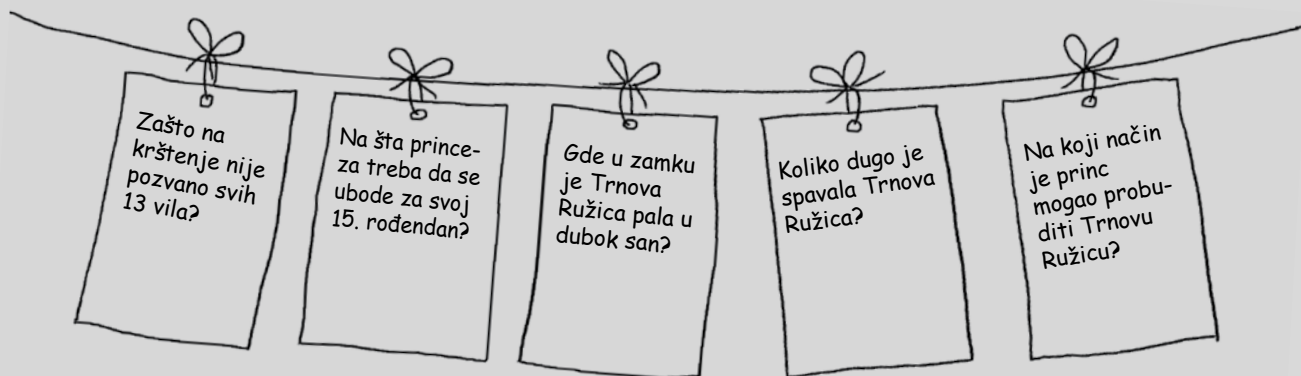 Zašto na
krštenje nije
pozvano svih
13 vila?
Na šta prince-
za treba da se
ubode za svoj
15. rođendan?
Gde u zamku
je Trnova
Ružica pala u
dubok san?
Koliko dugo je
spavala Trnova
Ružica?
Na koji način
je princ
mogao probu-
diti Trnovu
Ružicu?